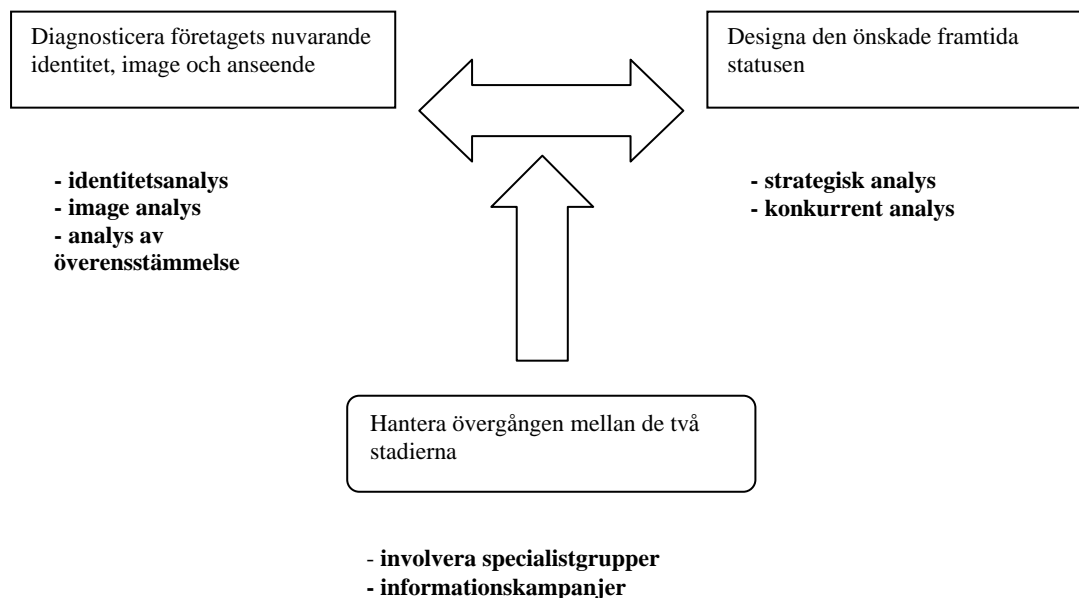 Diagnosticera företagets nuvarande
identitet, image och anseende
- identitetsanalys
- image analys
- analys av
överensstämmelse
Designa den önskade framtida
statusen
- strategisk analys
- konkurrent analys
Hantera övergången mellan de två
stadierna
- involvera specialistgrupper
- informationskampanjer